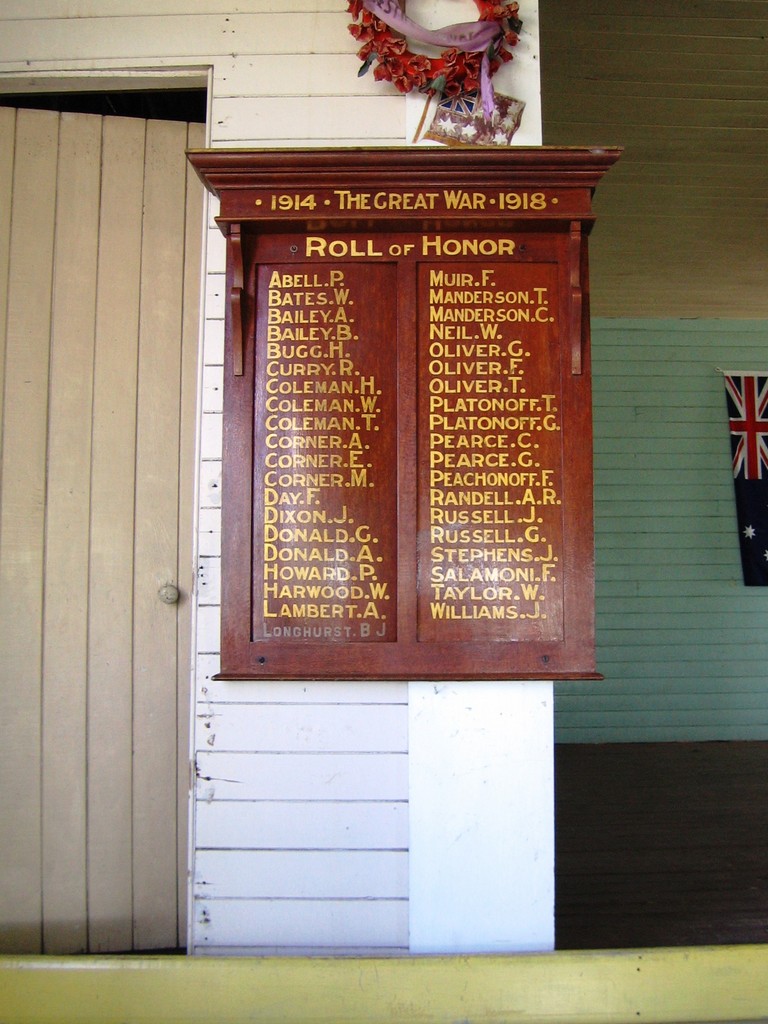 • 1914 • THE GREAT WAR • 1918 •
ROLL OF HONOR
ABELL.P.
BATES.W.
BAILEY.A.
BAILEY.B.
BUGG.H.
CURRY.R.
COLEMAN.H.
COLEMAN.W.
COLEMAN.T.
CORNER.A.
CORNER.E.
CORNER.M.
DAY.F.
DIXON.J.
DONALD.G.
DONALD.A.
HOWARD.P.
HARWOOD.W.
LAMBERT.A.
LONGHURST.B J
MUIR.F.
MANDERSON.T.
MANDERSON.C.
NEIL.W.
OLIVER.G.
OLIVER.F.
OLIVER.T.
PLATONOFF.T.
PLATONOFF.G.
PEARCE.C.
PEARCE.G.
PEACHONOFF.F.
RANDELL.A.R.
RUSSELL.J.
RUSSELL.G.
STEPHENS.J.
SALAMONI.F.
TAYLOR.W.
WILLIAMS.J.